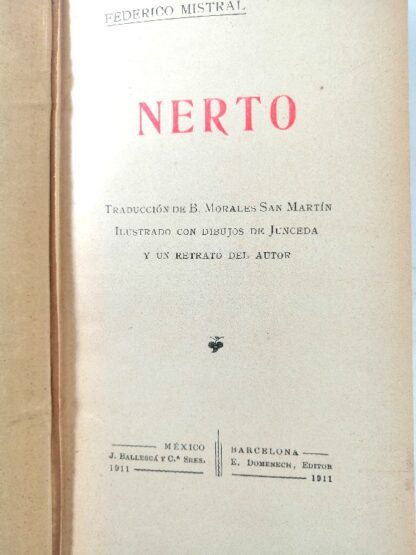 FEDERICO MISTRAL
NERTO
TRADUCCIÓN DE B. MORALES SAN MARTÍN
ILUSTRADO CON DIBUJOS DE JUNCEDA
Y UN RETRATO DEL AUTOR
MÉXICO
J. BALLESCÁ Y C.ª SRES.
1911
BARCELONA
E. DOMENECH, EDITOR
1911